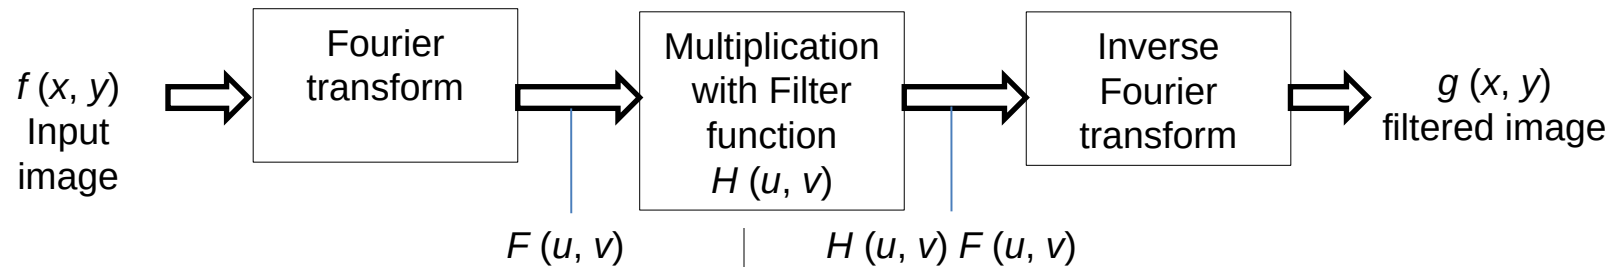 f (x, y)
Input
image
Fourier
transform
Multiplication
with Filter
function
H (u, v)
Inverse
Fourier
transform
g (x, y)
filtered image
F (u, v)
H (u, v) F (u, v)